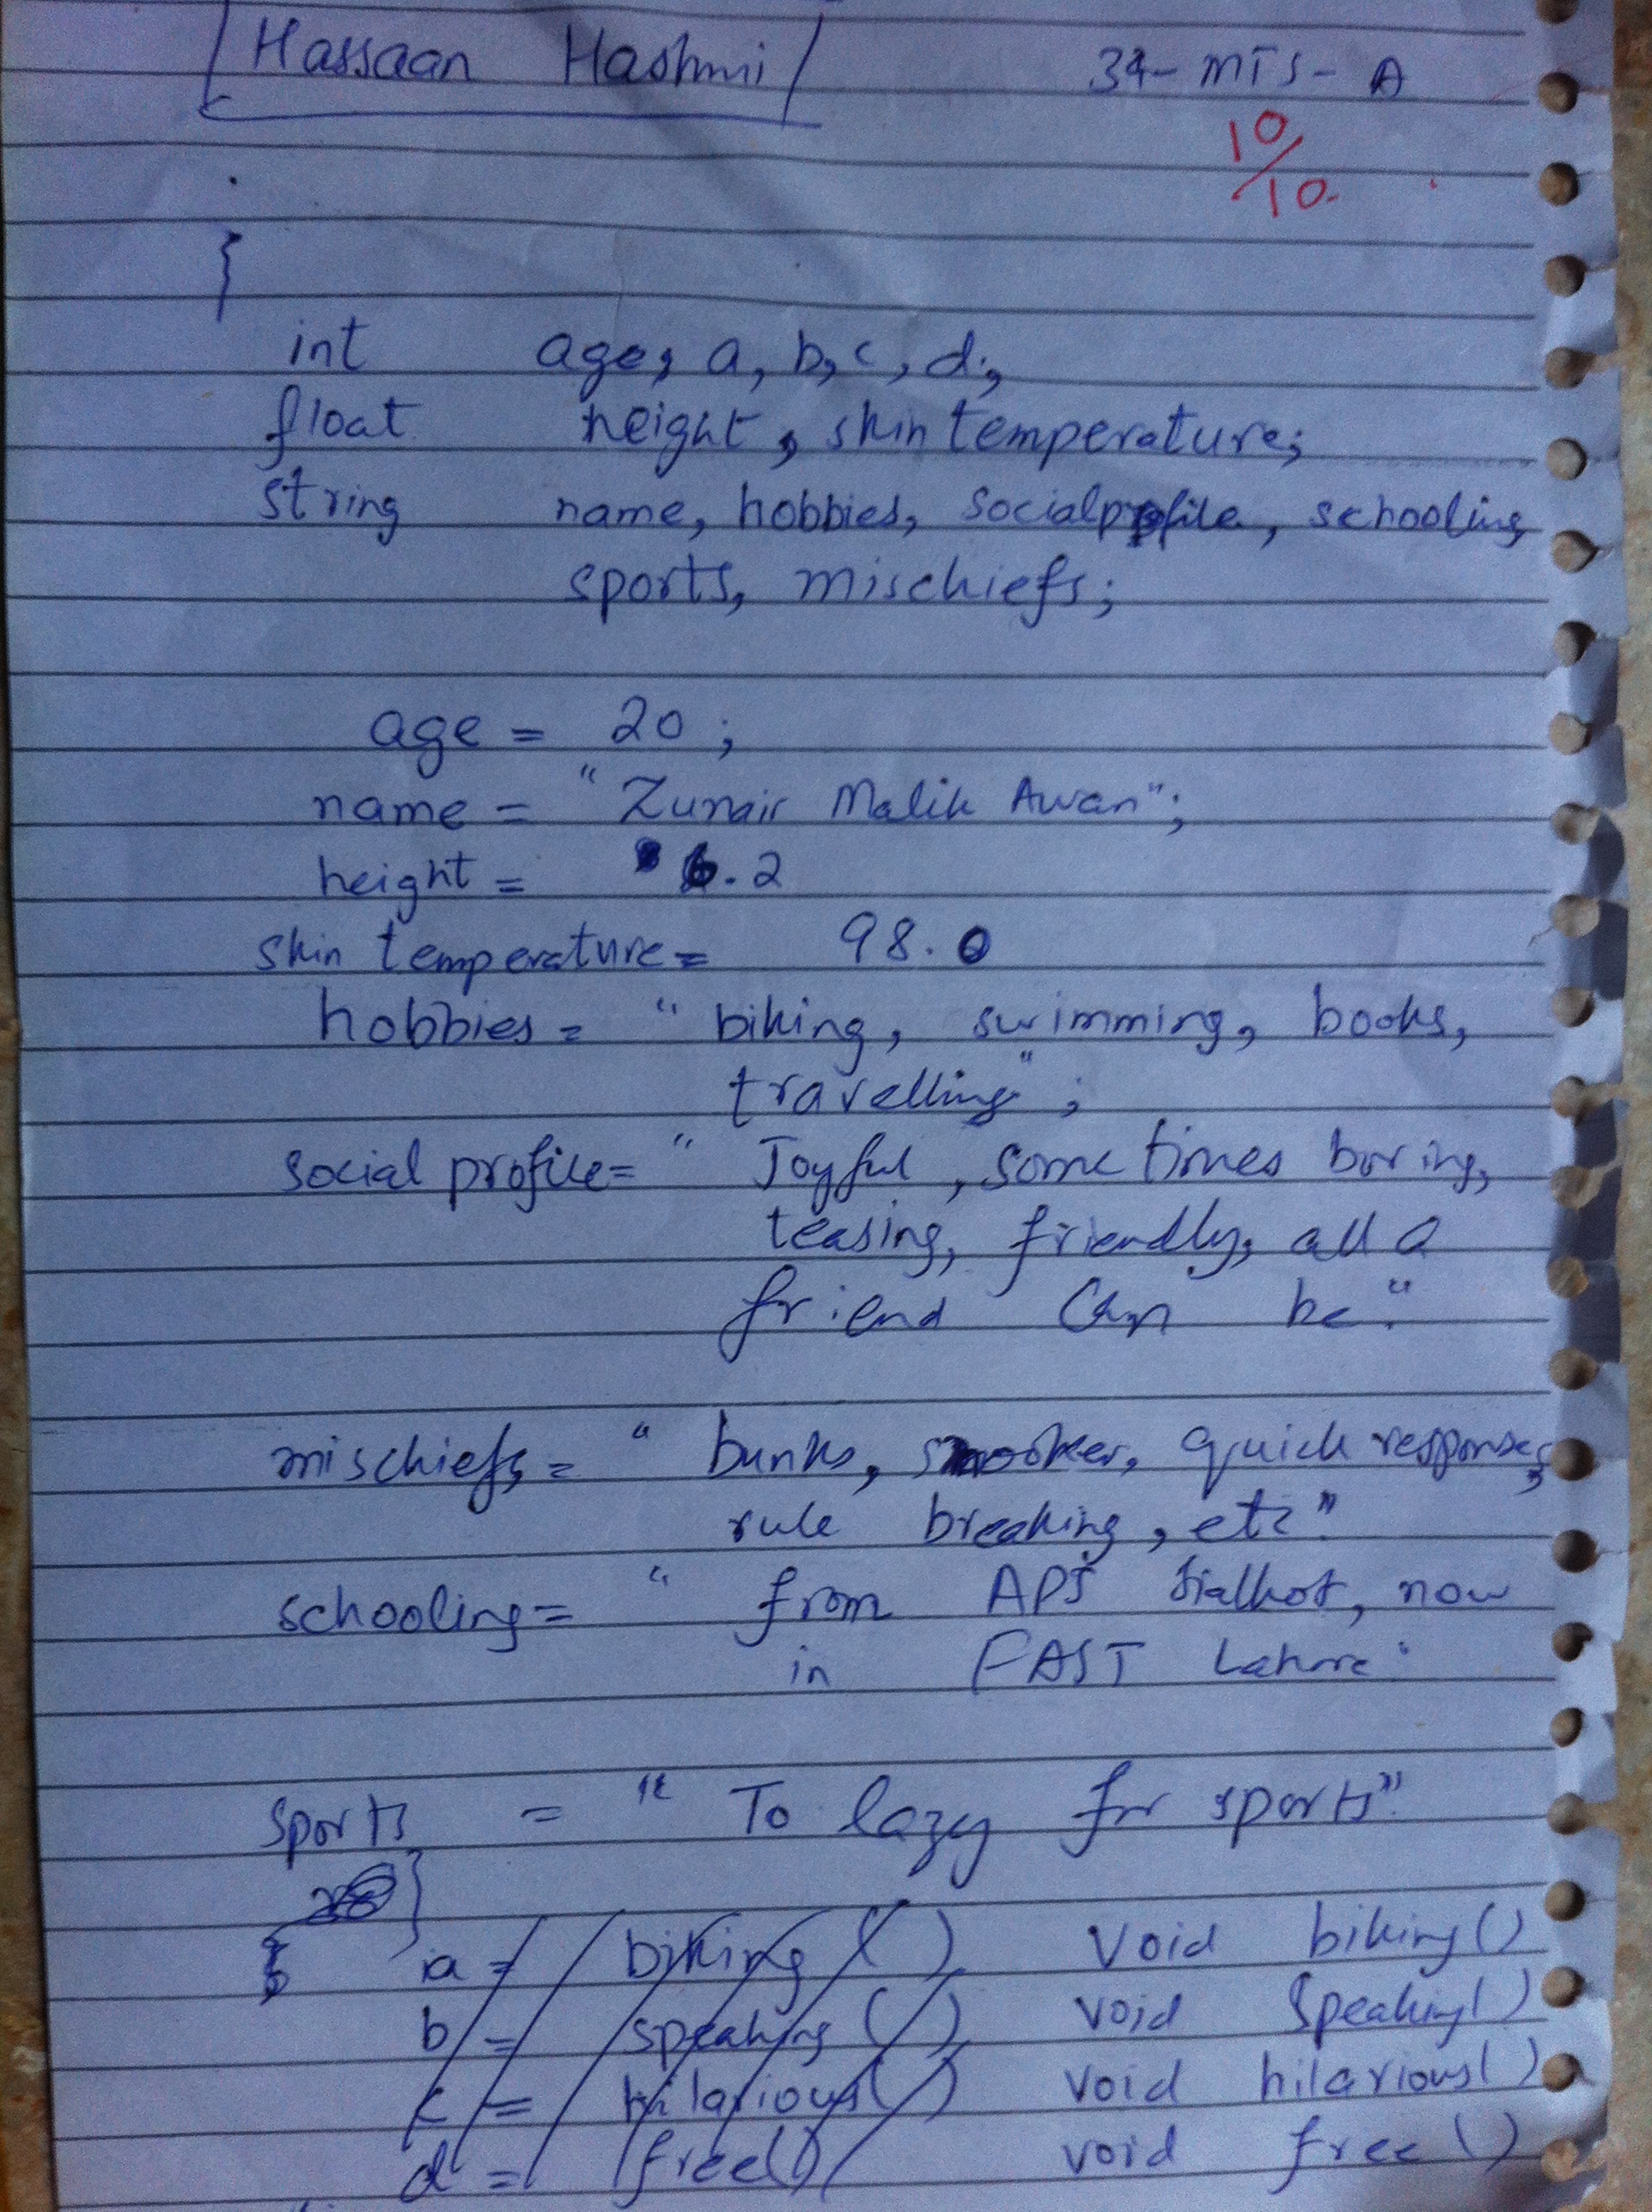 Hassaan Hashmi 34-MTS-A
10/10
{
int age, a, b, c, d;
float height, skin temperature;
string name, hobbies, socialprofile, schooling,
sports, mischiefs;
age = 20;
name = "Zunair Malik Awan";
height = 6.2
skin temperature = 98.0
hobbies = "biking, swimming, books,
travelling";
social profile = "Joyful, some times boring,
teasing, friendly, all a
friend can be."
mischiefs = "bunks, smoker, quick response,
rule breaking, etc"
schooling = "from APS Sialkot, now
in FAST Lahore"
sports = "To lazy for sports"
}
a = biking() void biking()
b = speaking() void speaking()
c = hilarious() void hilarious()
d = free() void free()